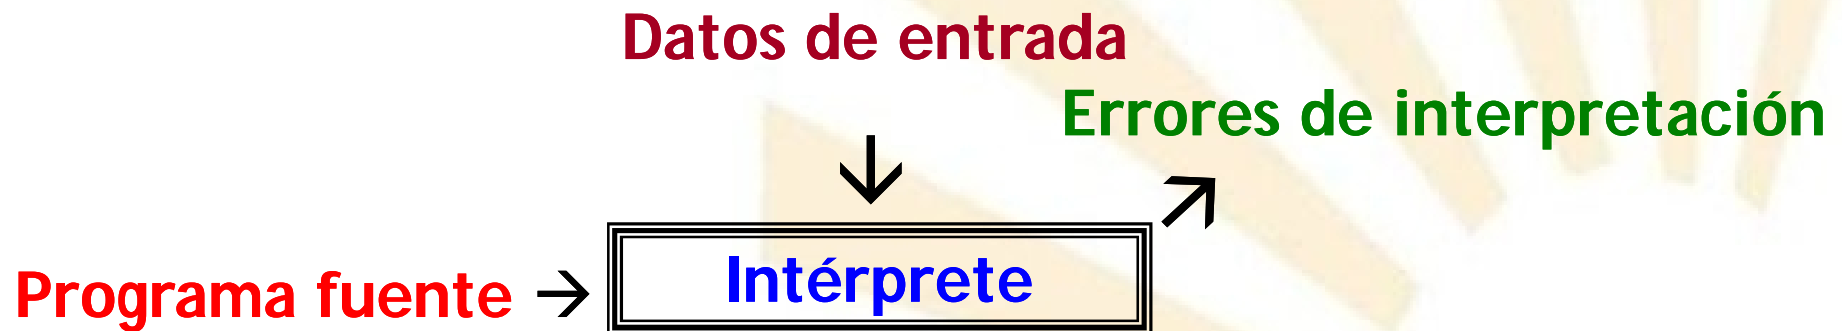 Datos de entrada
Errores de interpretación
↓
↗
Programa fuente → Intérprete